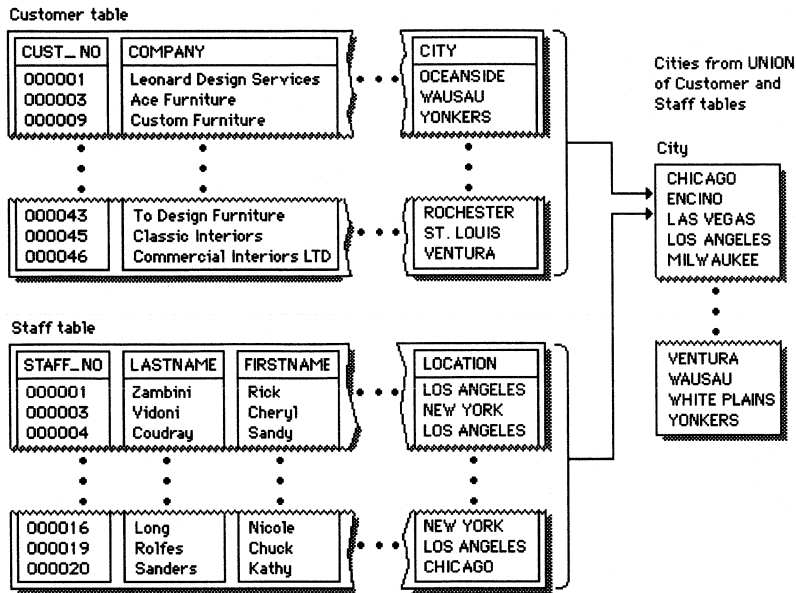 Customer table
CUST_NO COMPANY CITY
000001 Leonard Design Services OCEANSIDE
000003 Ace Furniture WAUSAU
000009 Custom Furniture YONKERS
000043 To Design Furniture ROCHESTER
000045 Classic Interiors ST. LOUIS
000046 Commercial Interiors LTD VENTURA
Cities from UNION
of Customer and
Staff tables
City
CHICAGO
ENCINO
LAS VEGAS
LOS ANGELES
MILWAUKEE
VENTURA
WAUSAU
WHITE PLAINS
YONKERS
Staff table
STAFF_NO LASTNAME FIRSTNAME LOCATION
000001 Zambini Rick LOS ANGELES
000003 Vidoni Cheryl NEW YORK
000004 Coudray Sandy LOS ANGELES
000016 Long Nicole NEW YORK
000019 Rolfes Chuck LOS ANGELES
000020 Sanders Kathy CHICAGO